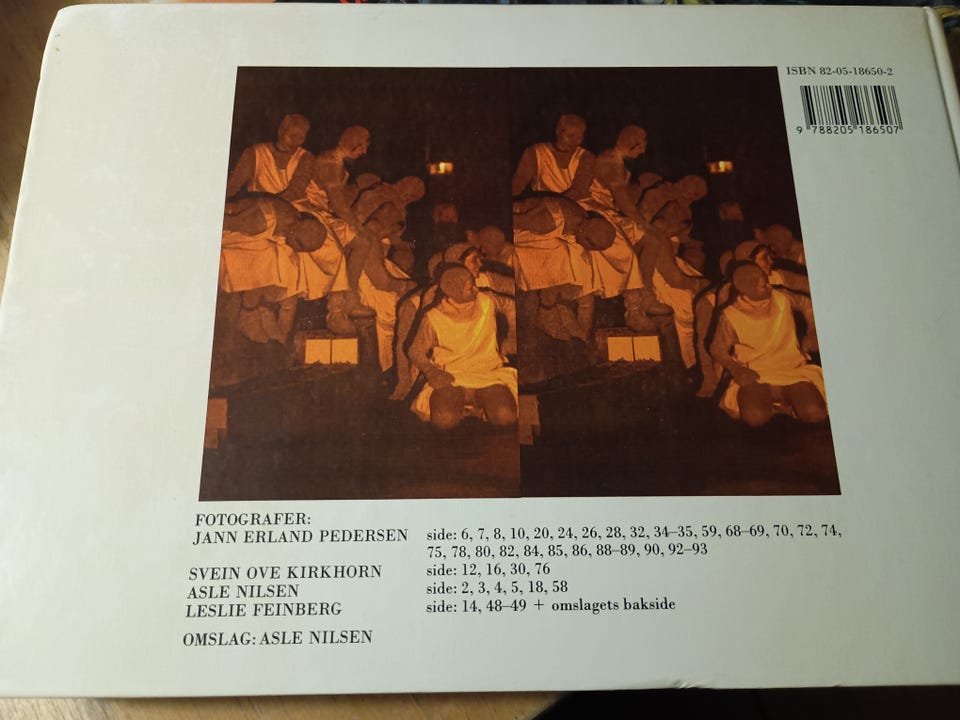 ISBN 82-05-18650-2
9 788205 186507
FOTOGRAFER:
JANN ERLAND PEDERSEN side: 6, 7, 8, 10, 20, 24, 26, 28, 32, 34–35, 59, 68–69, 70, 72, 74,
75, 78, 80, 82, 84, 85, 86, 88–89, 90, 92–93
SVEIN OVE KIRKHORN side: 12, 16, 30, 76
ASLE NILSEN side: 2, 3, 4, 5, 18, 58
LESLIE FEINBERG side: 14, 48–49 + omslagets bakside
OMSLAG: ASLE NILSEN